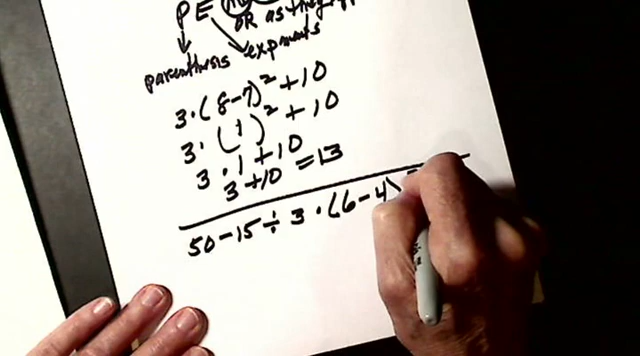 PE
OR as they
parenthesis exponents
3·(8-7)² +10
3·(1)² +10
3·1+10
3+10 =13
50-15÷3·(6-4)